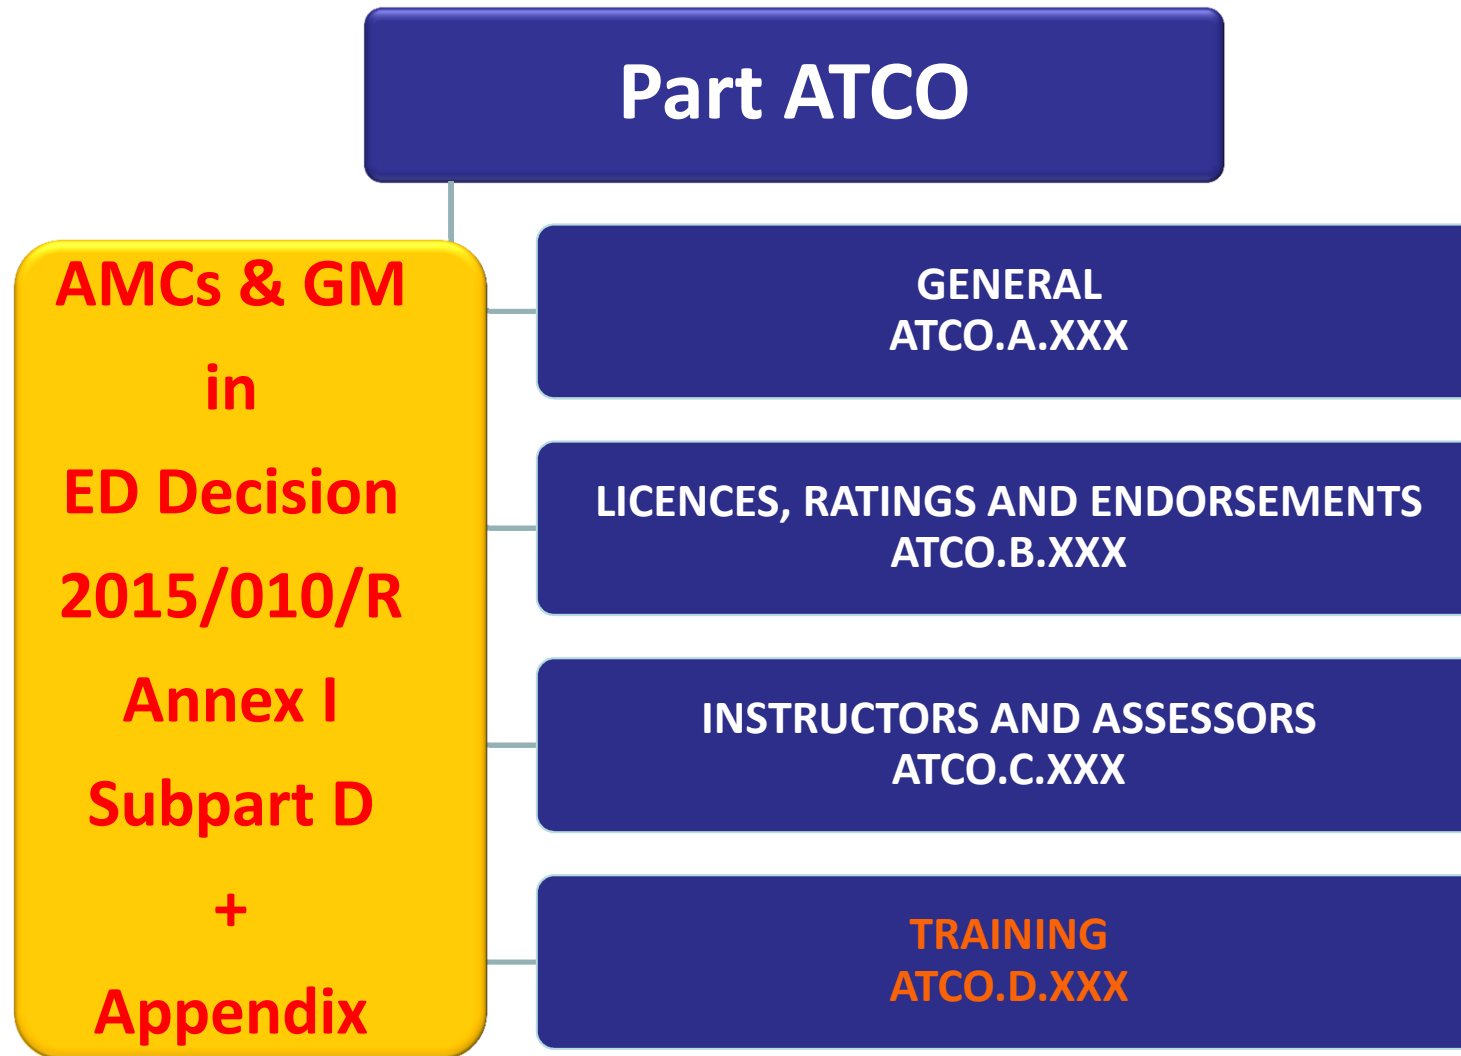 Part ATCO
AMCs & GM
in
ED Decision
2015/010/R
Annex I
Subpart D
+
Appendix
GENERAL
ATCO.A.XXX
LICENCES, RATINGS AND ENDORSEMENTS
ATCO.B.XXX
INSTRUCTORS AND ASSESSORS
ATCO.C.XXX
TRAINING
ATCO.D.XXX